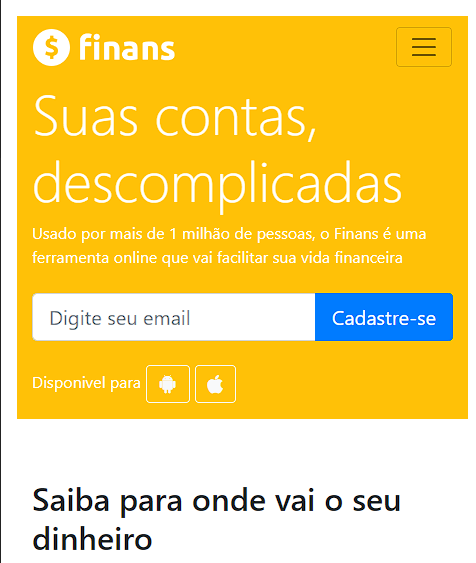 finans
Suas contas,
descomplicadas
Usado por mais de 1 milhão de pessoas, o Finans é uma
ferramenta online que vai facilitar sua vida financeira
Digite seu email
Cadastre-se
Disponivel para
Saiba para onde vai o seu
dinheiro